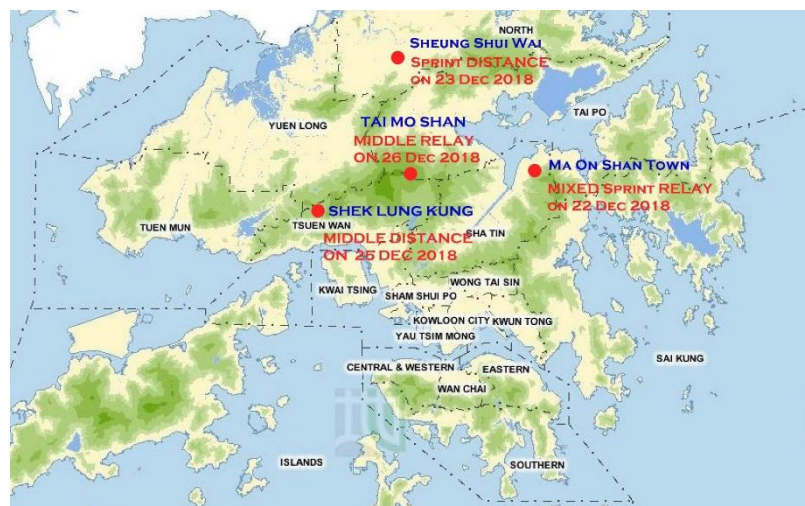 NORTH
Sheung Shui Wai
Sprint DISTANCE
on 23 Dec 2018
TAI PO
TAI MO SHAN
YUEN LONG
MIDDLE RELAY
ON 26 Dec 2018
Ma On Shan Town
MIXED Sprint RELAY
on 22 Dec 2018
SHEK LUNG KUNG
TSUEN WAN
TUEN MUN
SHA TIN
MIDDLE DISTANCE
ON 25 DEC 2018
WONG TAI SIN
KWAI TSING
SHAM SHUI PO
KOWLOON CITY
KWUN TONG
YAU TSIM MONG
SAI KUNG
CENTRAL & WESTERN
EASTERN
WAN CHAI
ISLANDS
SOUTHERN